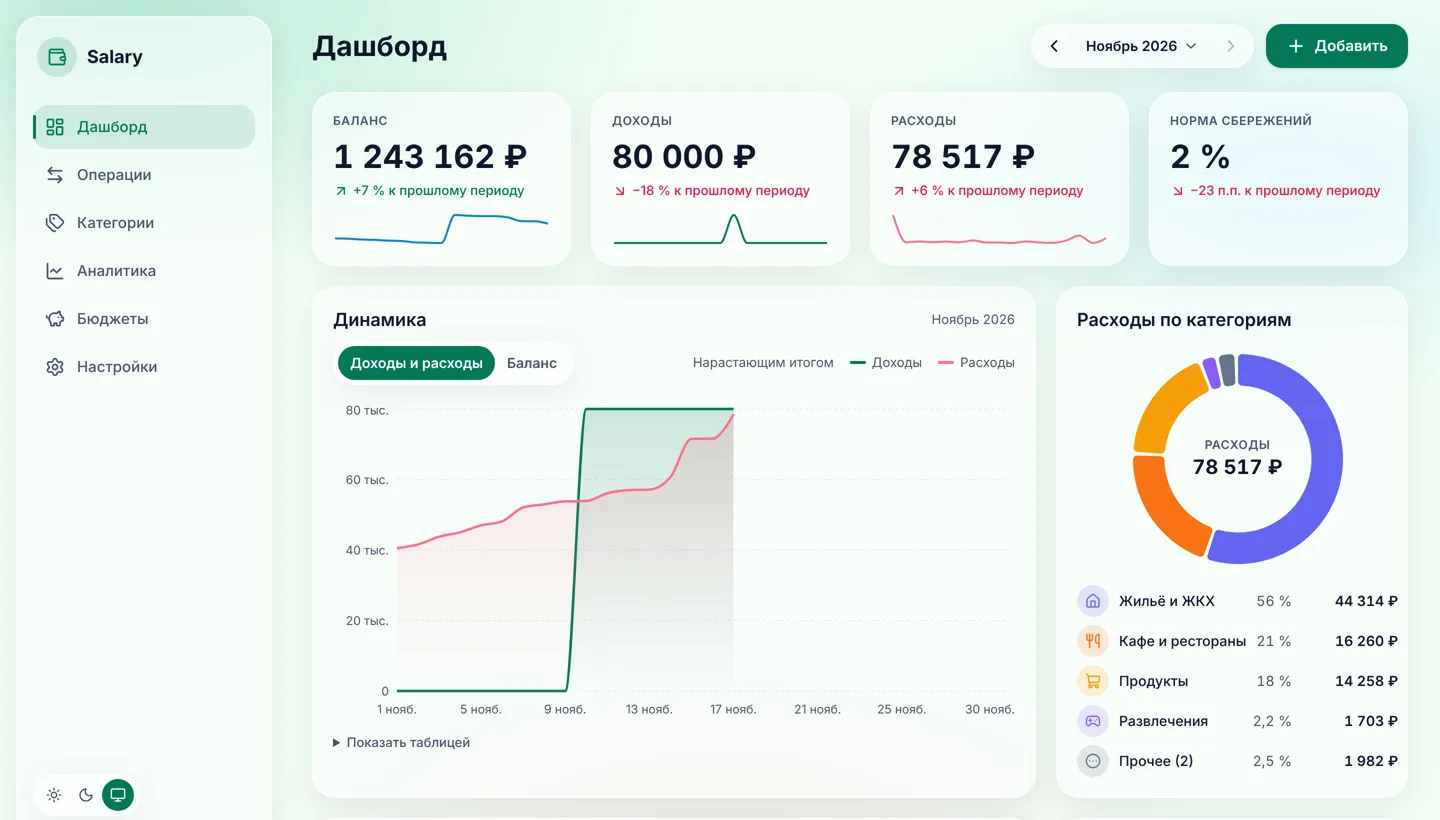 Salary
Дашборд
Операции
Категории
Аналитика
Бюджеты
Настройки
Дашборд
Ноябрь 2026
Добавить
БАЛАНС
1 243 162 ₽
+7 % к прошлому периоду
ДОХОДЫ
80 000 ₽
−18 % к прошлому периоду
РАСХОДЫ
78 517 ₽
+6 % к прошлому периоду
НОРМА СБЕРЕЖЕНИЙ
2 %
−23 п.п. к прошлому периоду
Динамика
Ноябрь 2026
Доходы и расходы
Баланс
Нарастающим итогом
Доходы
Расходы
80 тыс.
60 тыс.
40 тыс.
20 тыс.
0
1 нояб.
5 нояб.
9 нояб.
13 нояб.
17 нояб.
21 нояб.
25 нояб.
30 нояб.
Показать таблицей
Расходы по категориям
РАСХОДЫ
78 517 ₽
Жильё и ЖКХ 56 % 44 314 ₽
Кафе и рестораны 21 % 16 260 ₽
Продукты 18 % 14 258 ₽
Развлечения 2,2 % 1 703 ₽
Прочее (2) 2,5 % 1 982 ₽